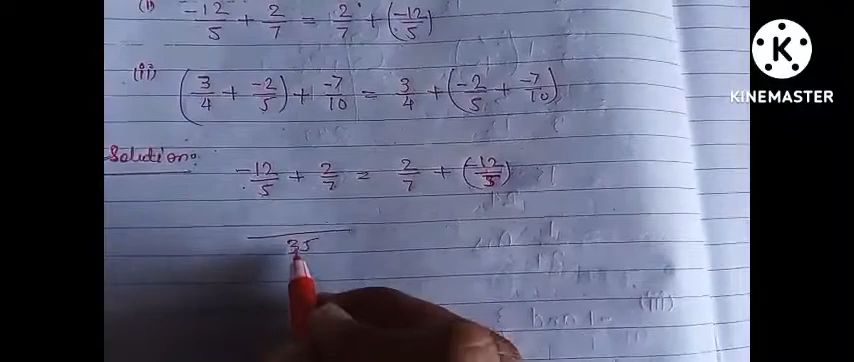 (i) -12/5 + 2/7 = 2/7 + (-12/5)
(ii) (3/4 + -2/5) + -7/10 = 3/4 + (-2/5 + -7/10)
Solution:
-12/5 + 2/7 = 2/7 + (-12/5)
35
KINEMASTER